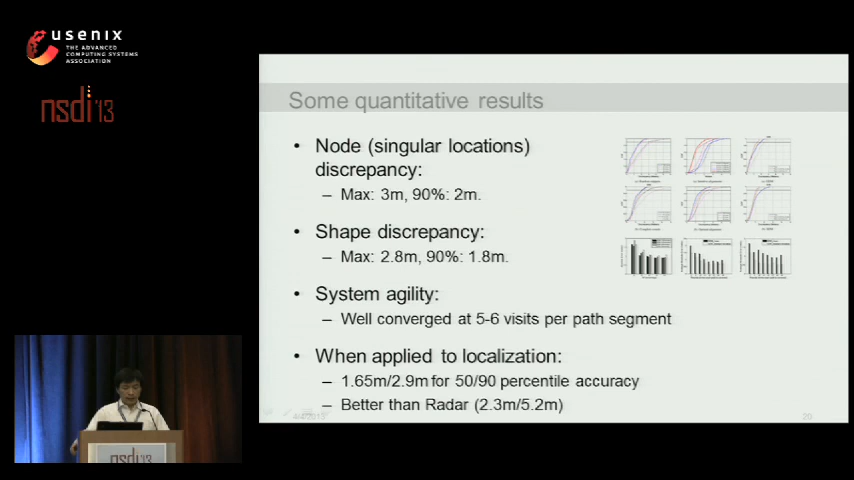 usenix
THE ADVANCED
COMPUTING SYSTEMS
ASSOCIATION
nsdi '13
Some quantitative results
• Node (singular locations)
discrepancy:
– Max: 3m, 90%: 2m.
• Shape discrepancy:
– Max: 2.8m, 90%: 1.8m.
• System agility:
– Well converged at 5-6 visits per path segment
• When applied to localization:
– 1.65m/2.9m for 50/90 percentile accuracy
– Better than Radar (2.3m/5.2m)
20
nsdi '13